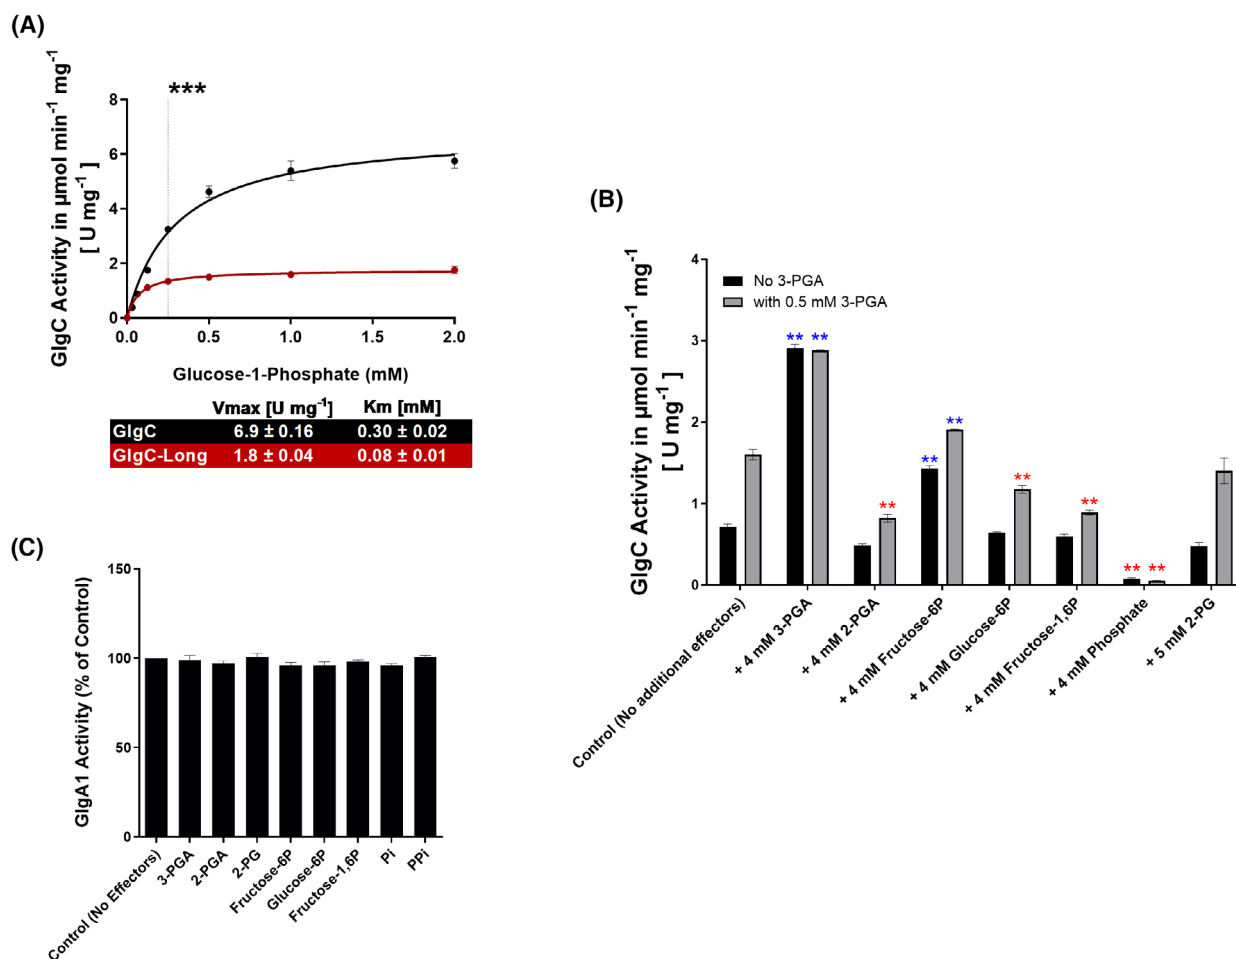 (A)
***
GlgC Activity in µmol min⁻¹ mg⁻¹
[ U mg⁻¹ ]
8
6
4
2
0
0.0
0.5
1.0
1.5
2.0
Glucose-1-Phosphate (mM)
Vmax [U mg⁻¹] Km [mM]
GlgC 6.9 ± 0.16 0.30 ± 0.02
GlgC-Long 1.8 ± 0.04 0.08 ± 0.01
(B)
GlgC Activity in µmol min⁻¹ mg⁻¹
[ U mg⁻¹ ]
4
3
2
1
0
No 3-PGA
with 0.5 mM 3-PGA
** **
**
**
**
**
**
** **
Control (No additional effectors)
+ 4 mM 3-PGA
+ 4 mM 2-PGA
+ 4 mM Fructose-6P
+ 4 mM Glucose-6P
+ 4 mM Fructose-1,6P
+ 4 mM Phosphate
+ 5 mM 2-PG
(C)
GlgA1 Activity (% of Control)
150
100
50
0
Control (No Effectors)
3-PGA
2-PGA
2-PG
Fructose-6P
Glucose-6P
Fructose-1,6P
Pi
PPi